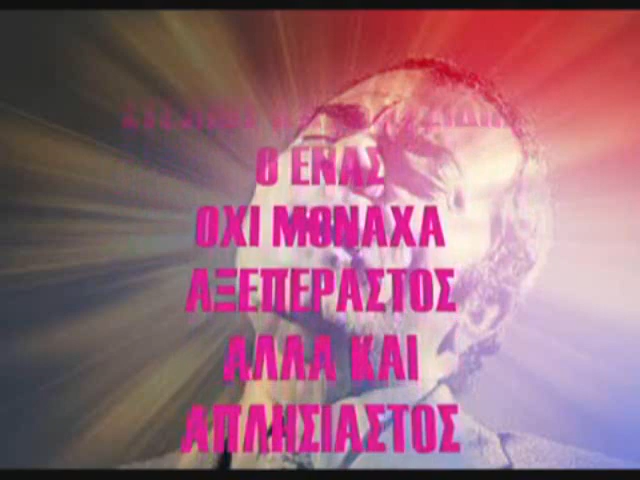 Ο ΕΝΑΣ
ΟΧΙ ΜΟΝΑΧΑ
ΑΞΕΠΕΡΑΣΤΟΣ
ΑΛΛΑ ΚΑΙ
ΑΠΛΗΣΙΑΣΤΟΣ